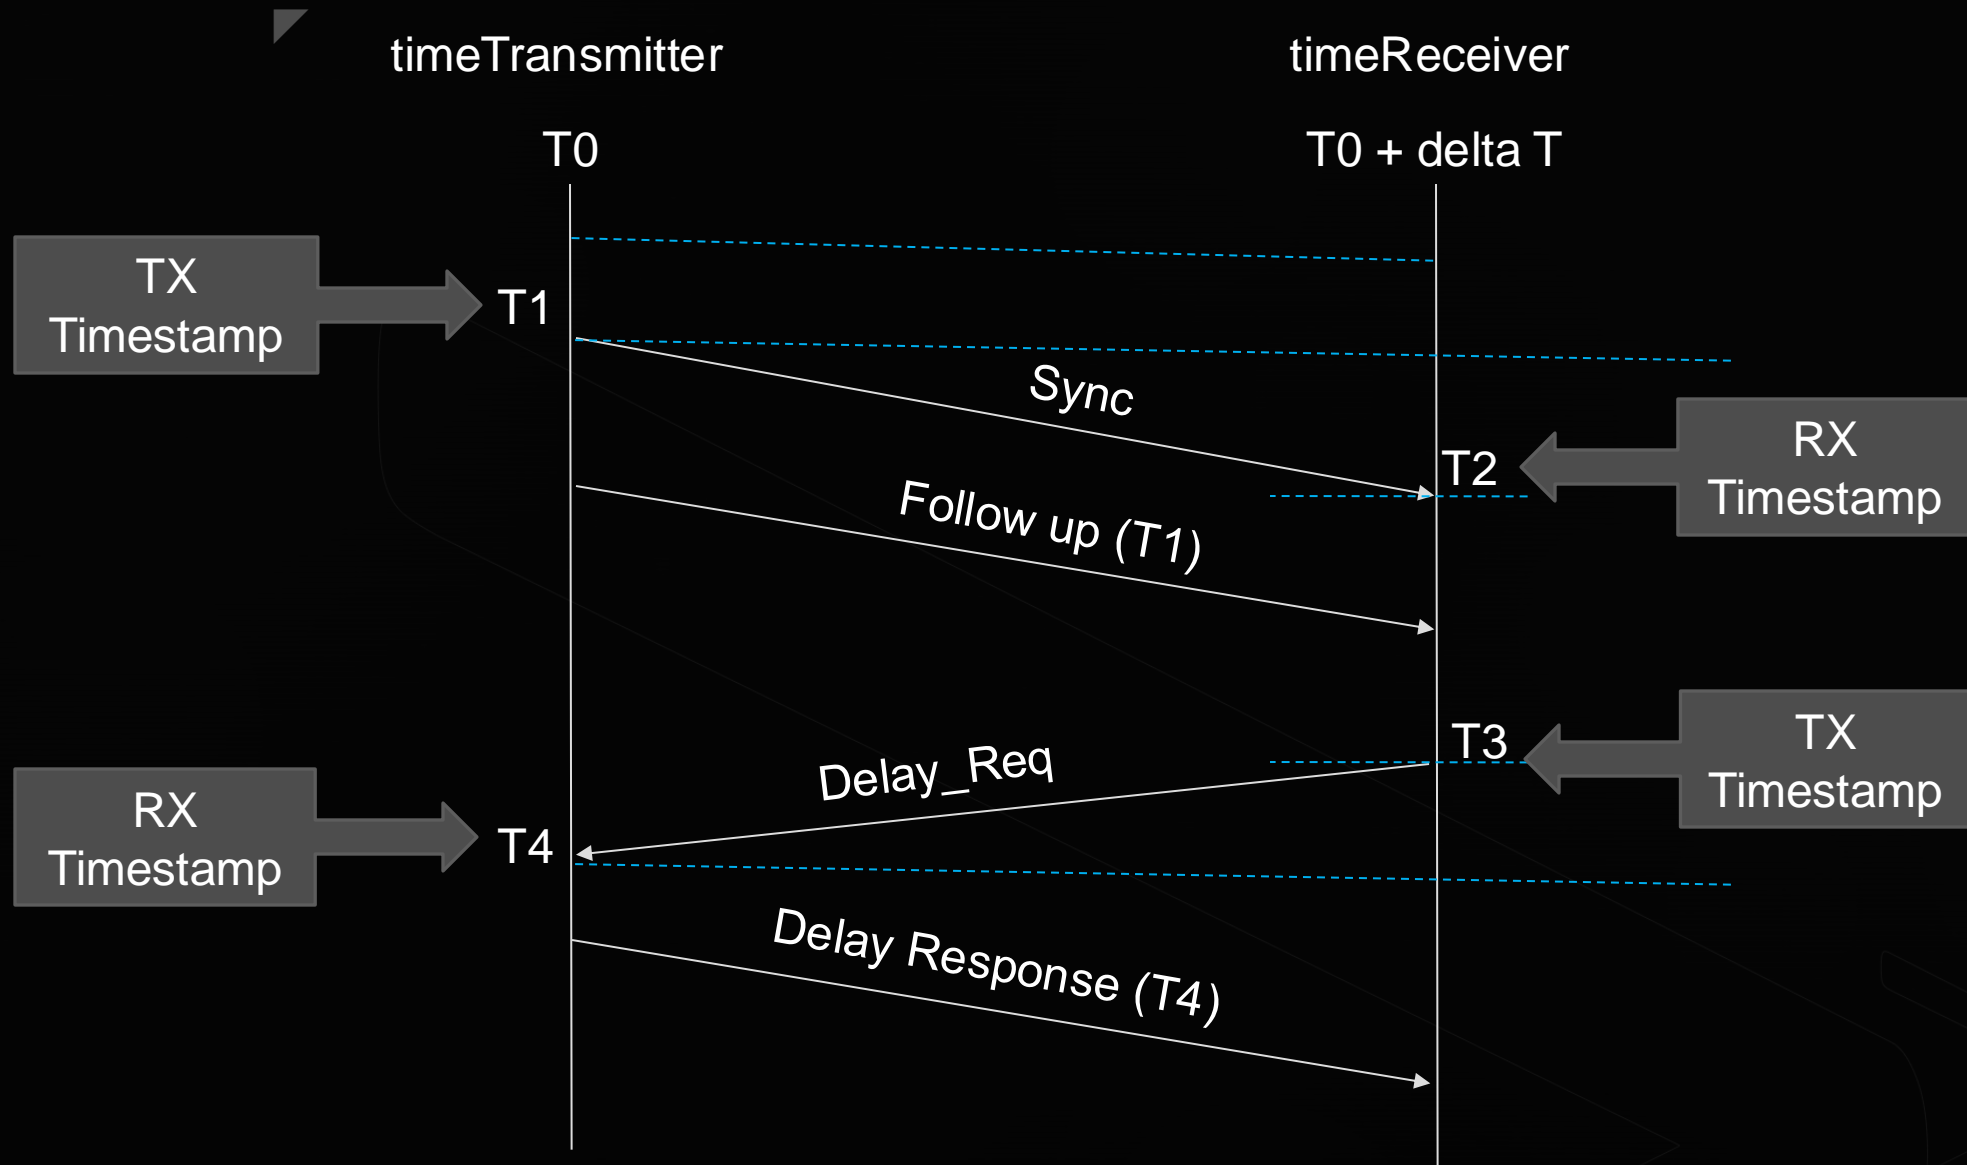 timeTransmitter
timeReceiver
T0
T0 + delta T
TX
Timestamp
T1
Sync
RX
Timestamp
T2
Follow up (T1)
TX
Timestamp
T3
Delay_Req
RX
Timestamp
T4
Delay Response (T4)